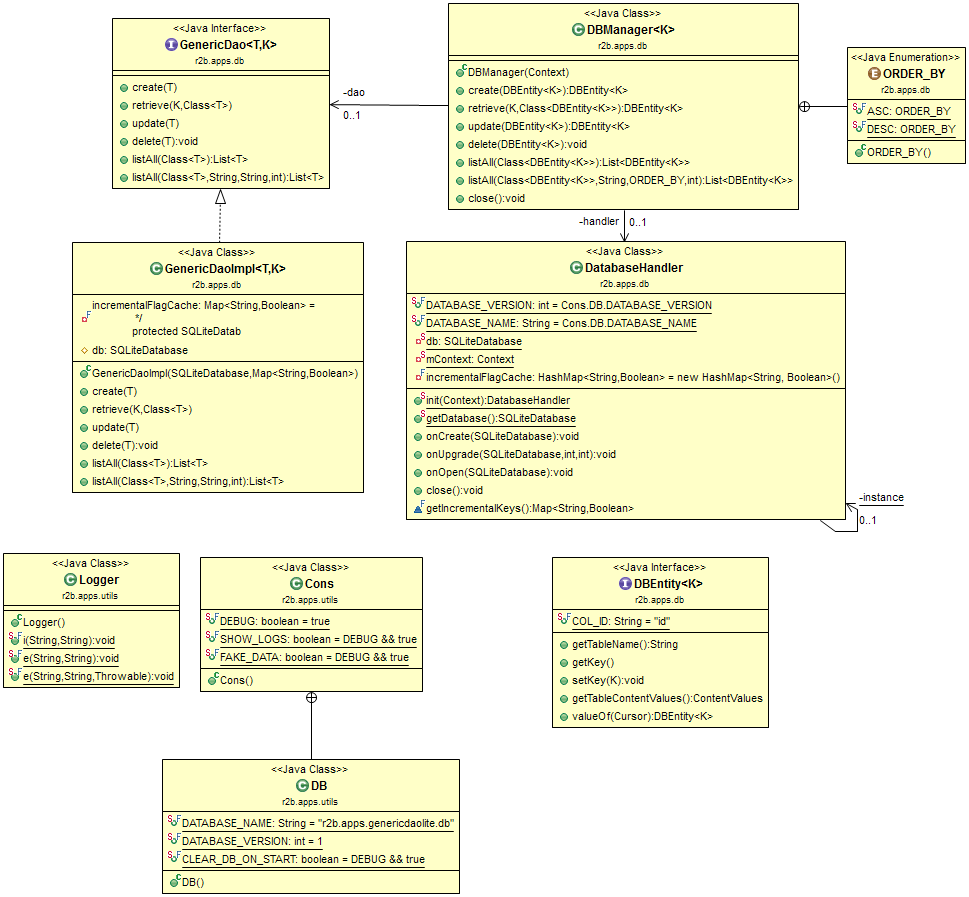 <<Java Interface>>
GenericDao<T,K>
r2b.apps.db
create(T)
retrieve(K,Class<T>)
update(T)
delete(T):void
listAll(Class<T>):List<T>
listAll(Class<T>,String,String,int):List<T>
-dao
0..1
<<Java Class>>
DBManager<K>
r2b.apps.db
DBManager(Context)
create(DBEntity<K>):DBEntity<K>
retrieve(K,Class<DBEntity<K>>):DBEntity<K>
update(DBEntity<K>):DBEntity<K>
delete(DBEntity<K>):void
listAll(Class<DBEntity<K>>):List<DBEntity<K>>
listAll(Class<DBEntity<K>>,String,ORDER_BY,int):List<DBEntity<K>>
close():void
<<Java Enumeration>>
ORDER_BY
r2b.apps.db
ASC: ORDER_BY
DESC: ORDER_BY
ORDER_BY()
-handler
0..1
<<Java Class>>
GenericDaoImpl<T,K>
r2b.apps.db
incrementalFlagCache: Map<String,Boolean> =
*/
protected SQLiteDatab
db: SQLiteDatabase
GenericDaoImpl(SQLiteDatabase,Map<String,Boolean>)
create(T)
retrieve(K,Class<T>)
update(T)
delete(T):void
listAll(Class<T>):List<T>
listAll(Class<T>,String,String,int):List<T>
<<Java Class>>
DatabaseHandler
r2b.apps.db
DATABASE_VERSION: int = Cons.DB.DATABASE_VERSION
DATABASE_NAME: String = Cons.DB.DATABASE_NAME
db: SQLiteDatabase
mContext: Context
incrementalFlagCache: HashMap<String,Boolean> = new HashMap<String, Boolean>()
init(Context):DatabaseHandler
getDatabase():SQLiteDatabase
onCreate(SQLiteDatabase):void
onUpgrade(SQLiteDatabase,int,int):void
onOpen(SQLiteDatabase):void
close():void
getIncrementalKeys():Map<String,Boolean>
-instance
0..1
<<Java Class>>
Logger
r2b.apps.utils
Logger()
i(String,String):void
e(String,String):void
e(String,String,Throwable):void
<<Java Class>>
Cons
r2b.apps.utils
DEBUG: boolean = true
SHOW_LOGS: boolean = DEBUG && true
FAKE_DATA: boolean = DEBUG && true
Cons()
<<Java Interface>>
DBEntity<K>
r2b.apps.db
COL_ID: String = "id"
getTableName():String
getKey()
setKey(K):void
getTableContentValues():ContentValues
valueOf(Cursor):DBEntity<K>
<<Java Class>>
DB
r2b.apps.utils
DATABASE_NAME: String = "r2b.apps.genericdaolite.db"
DATABASE_VERSION: int = 1
CLEAR_DB_ON_START: boolean = DEBUG && true
DB()